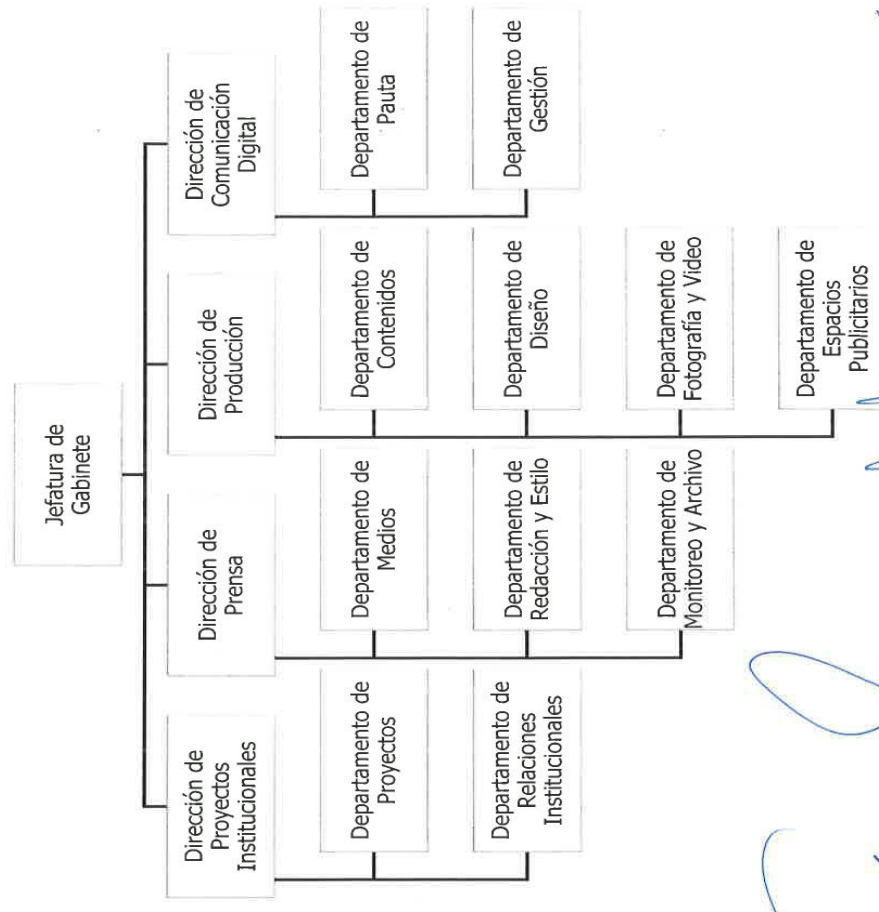 Jefatura de
Gabinete
Dirección de
Proyectos
Institucionales
Departamento de
Proyectos
Departamento de
Relaciones
Institucionales
Dirección de
Prensa
Departamento de
Medios
Departamento de
Redacción y Estilo
Departamento de
Monitoreo y Archivo
Dirección de
Producción
Departamento de
Contenidos
Departamento de
Diseño
Departamento de
Fotografía y Video
Departamento de
Espacios
Publicitarios
Dirección de
Comunicación
Digital
Departamento de
Pauta
Departamento de
Gestión